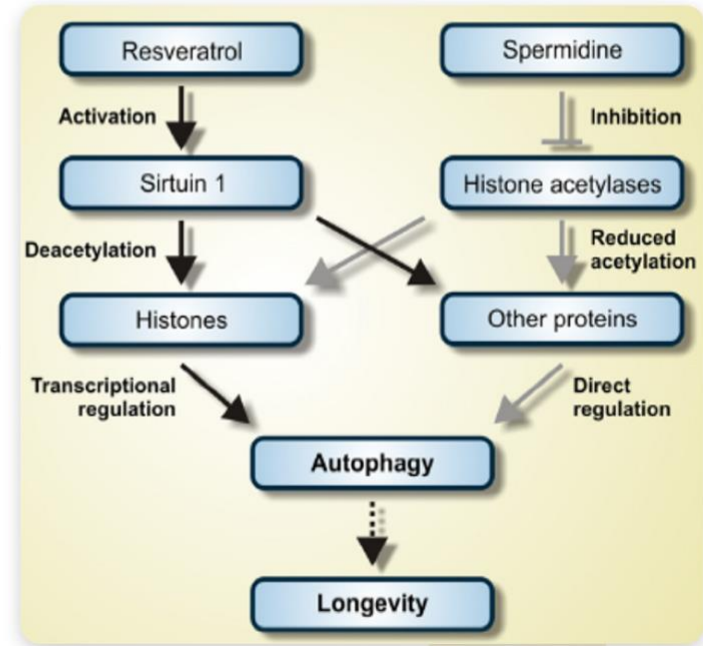 Resveratrol
Spermidine
Activation
Inhibition
Sirtuin 1
Histone acetylases
Deacetylation
Reduced
acetylation
Histones
Other proteins
Transcriptional
regulation
Direct
regulation
Autophagy
Longevity